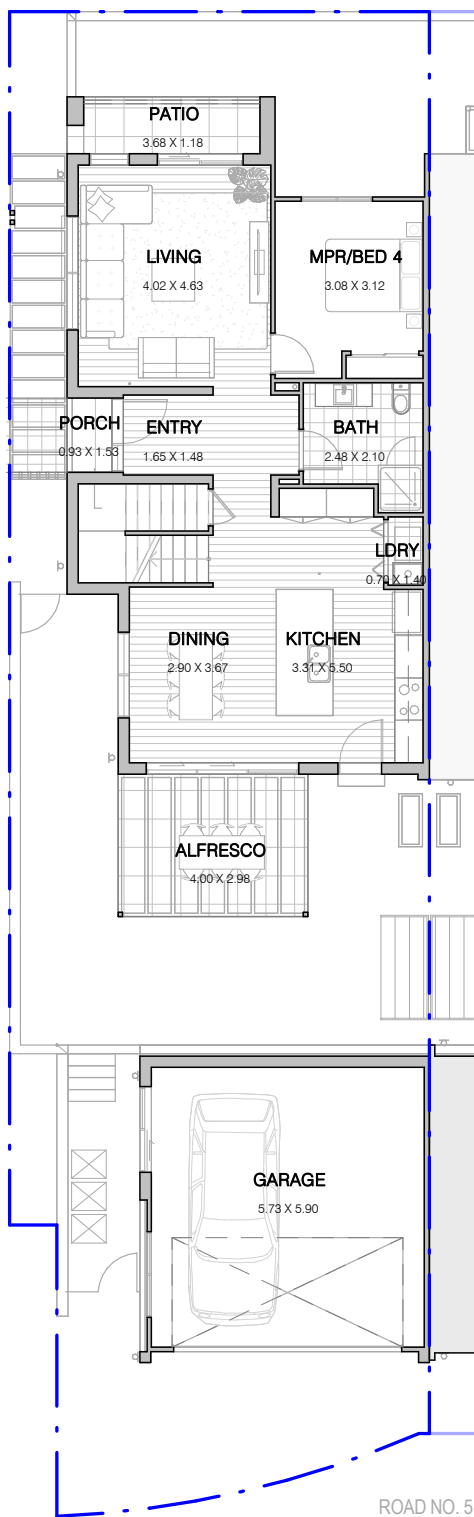 PATIO
3.68 X 1.18
LIVING
4.02 X 4.63
MPR/BED 4
3.08 X 3.12
PORCH
0.93 X 1.53
ENTRY
1.65 X 1.48
BATH
2.48 X 2.10
LDRY
0.70 X 1.40
DINING
2.90 X 3.67
KITCHEN
3.31 X 5.50
ALFRESCO
4.00 X 2.98
GARAGE
5.73 X 5.90
ROAD NO. 5